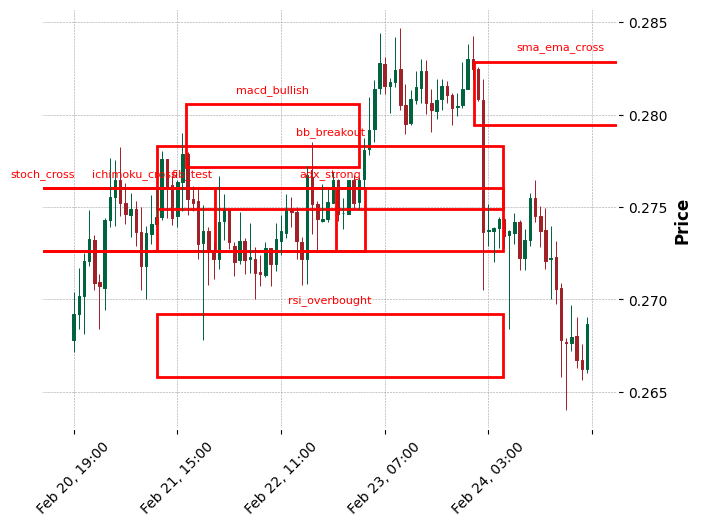 0.285
sma_ema_cross
macd_bullish
0.280
bb_breakout
stoch_cross
ichimoku_cross
adx_strong
0.275
Price
0.270
rsi_overbought
0.265
Feb 20, 19:00
Feb 21, 15:00
Feb 22, 11:00
Feb 23, 07:00
Feb 24, 03:00